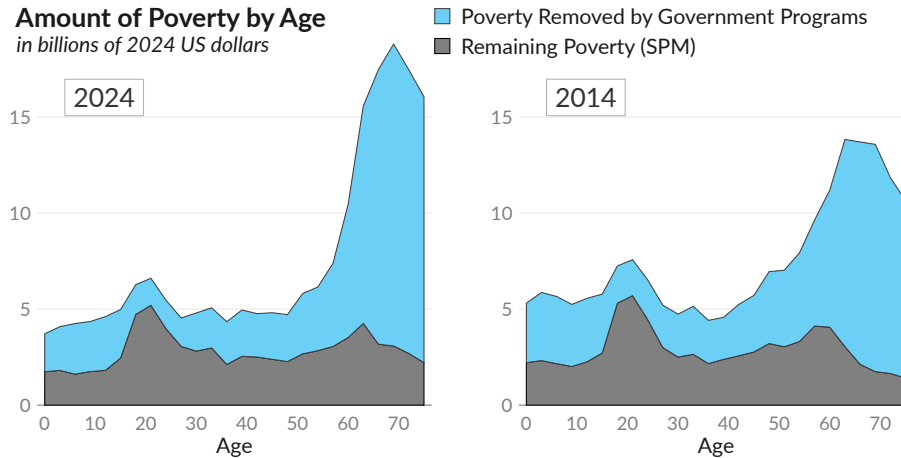 Amount of Poverty by Age
in billions of 2024 US dollars
Poverty Removed by Government Programs
Remaining Poverty (SPM)
2024
15
10
5
0
0 10 20 30 40 50 60 70
Age
2014
15
10
5
0
0 10 20 30 40 50 60 70
Age